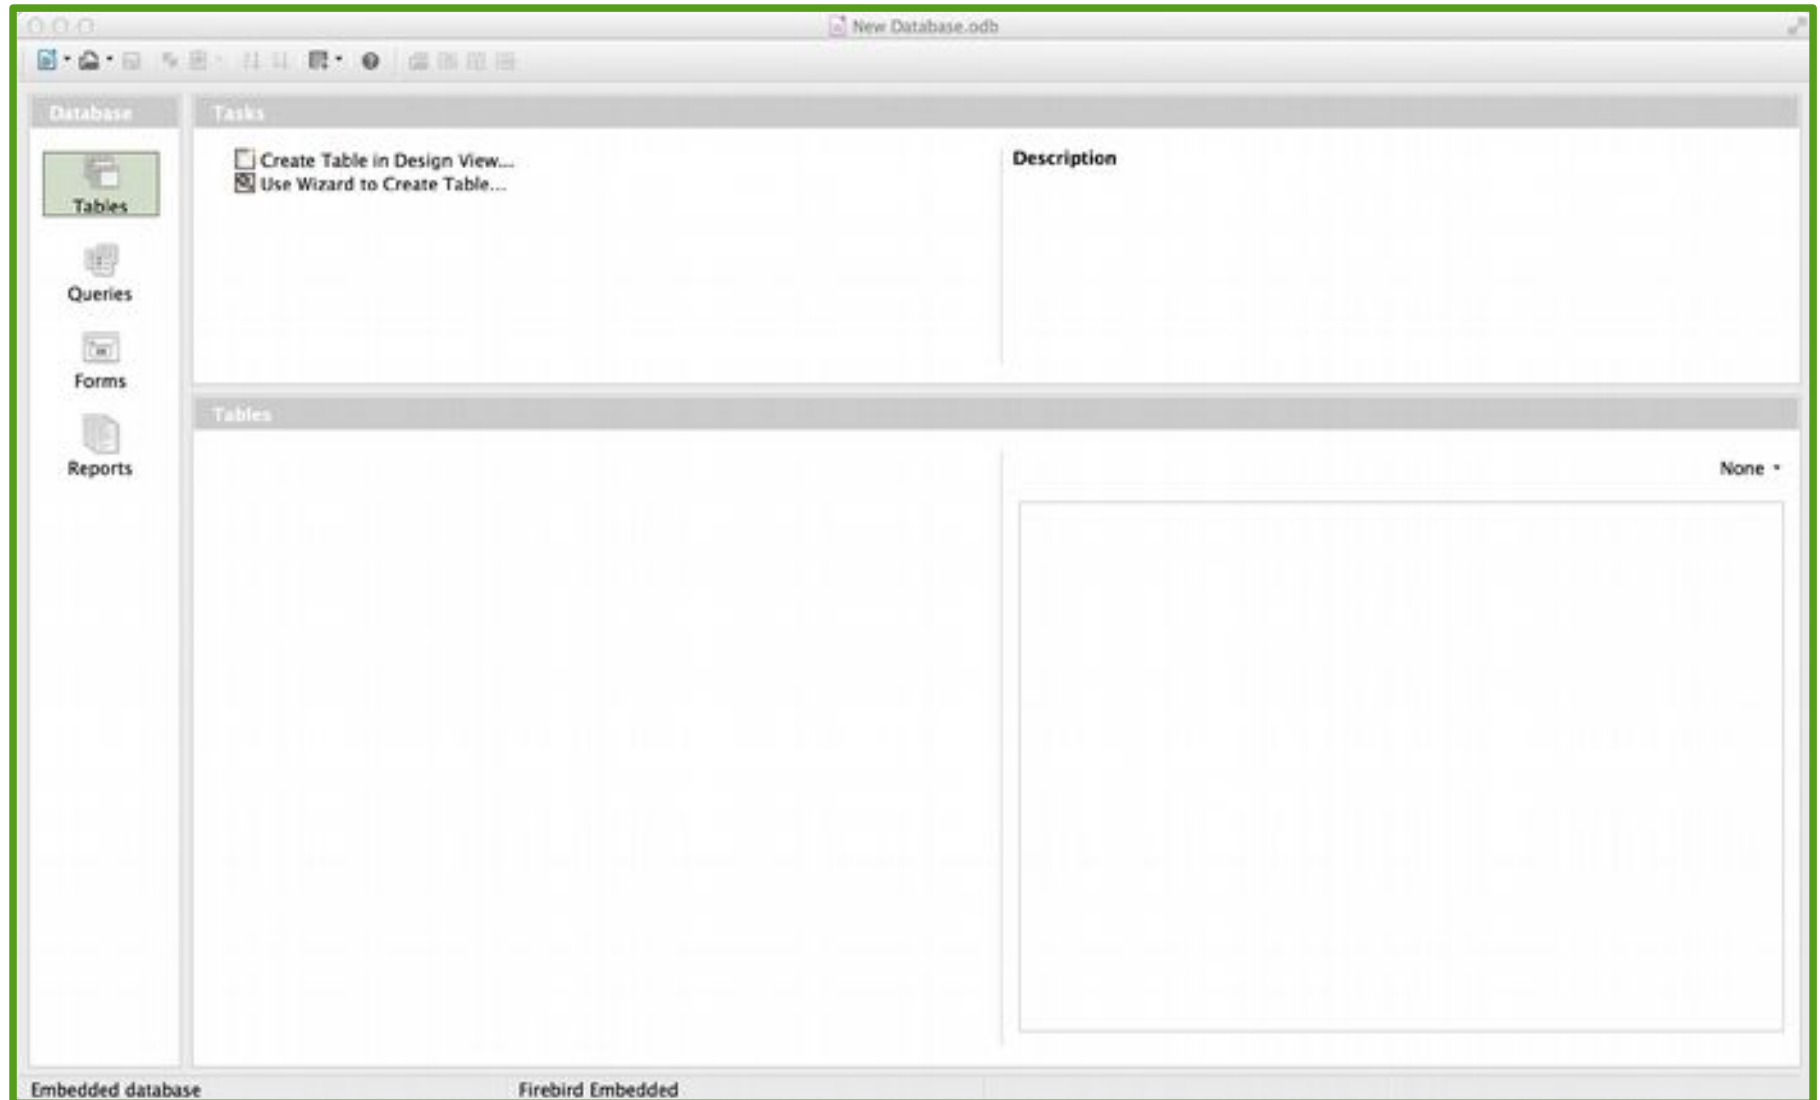 New Database.odb
Database
Tasks
Create Table in Design View...
Use Wizard to Create Table...
Description
Tables
Queries
Forms
Reports
Tables
None
Embedded database
Firebird Embedded